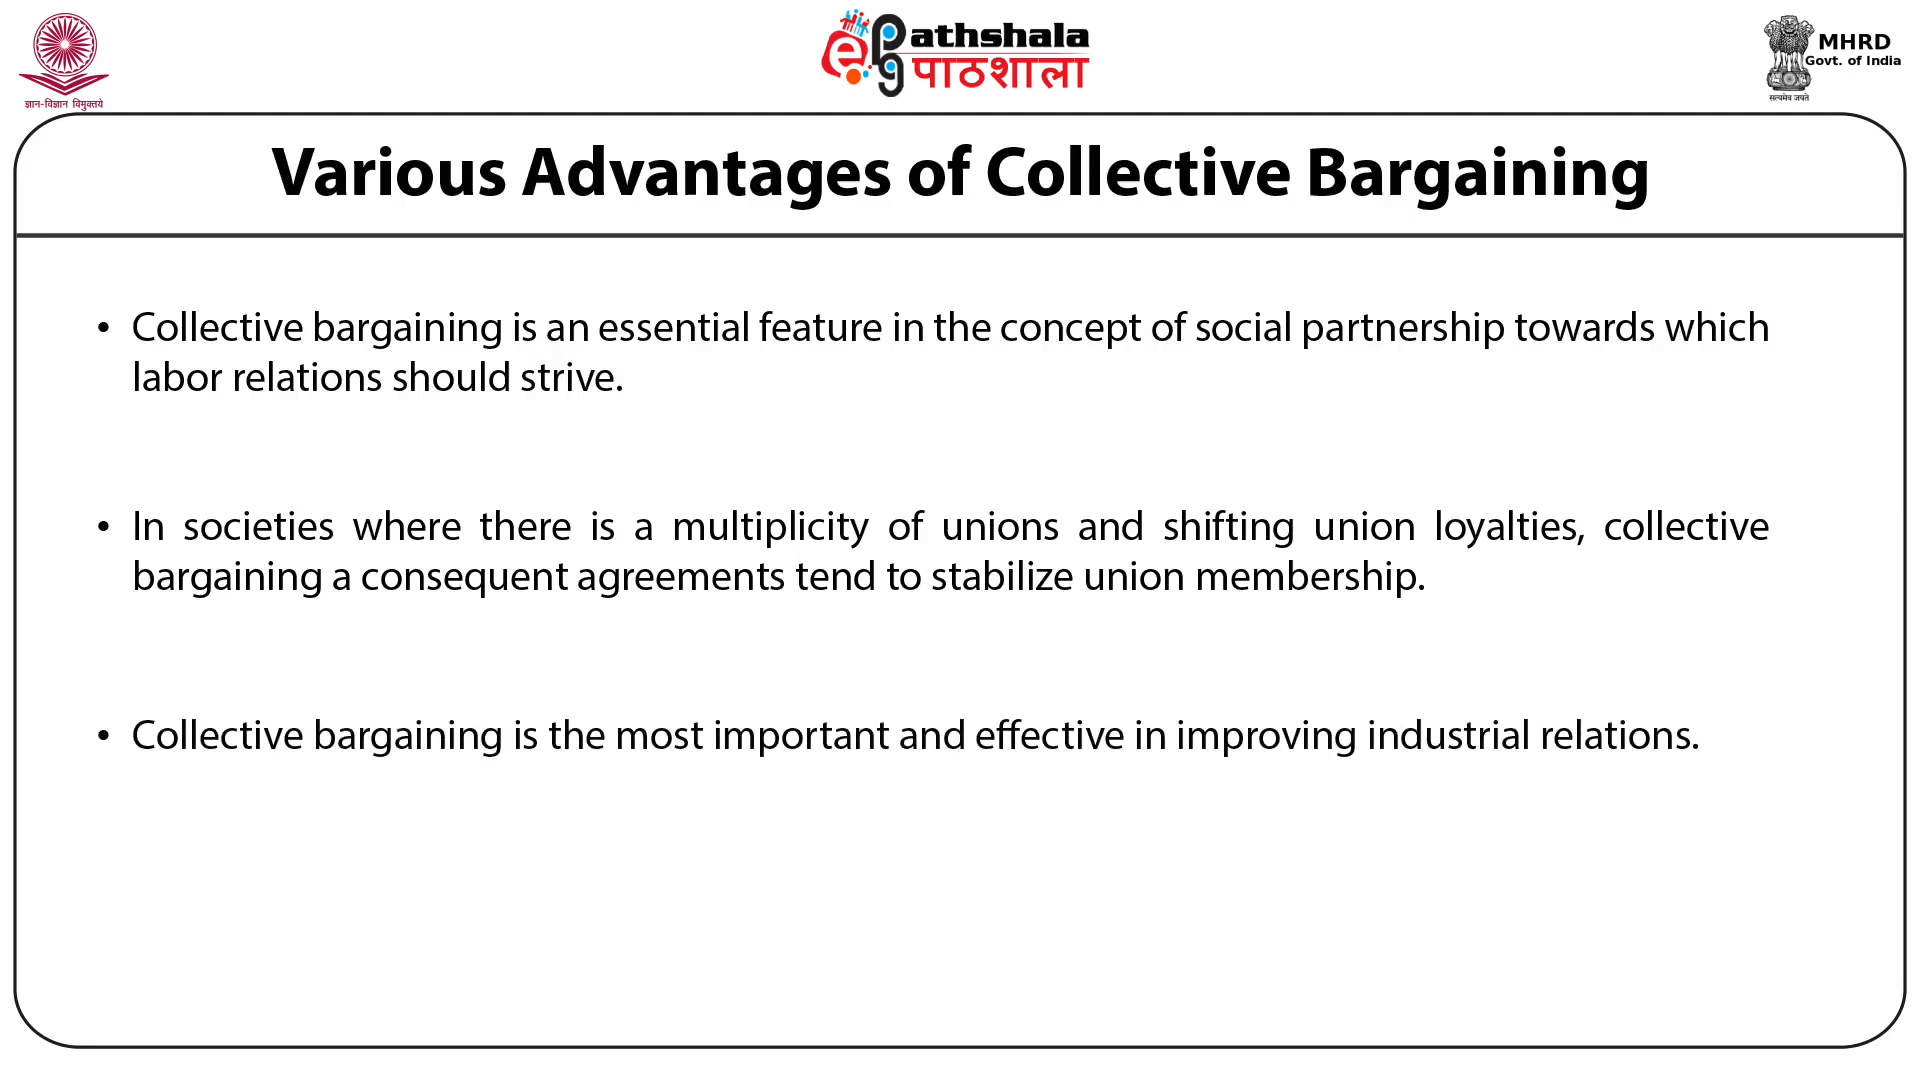 ज्ञान-विज्ञान विमुक्तये
e Pathshala
पाठशाला
pg
MHRD
Govt. of India
सत्यमेव जयते
Various Advantages of Collective Bargaining
• Collective bargaining is an essential feature in the concept of social partnership towards which
labor relations should strive.
• In societies where there is a multiplicity of unions and shifting union loyalties, collective
bargaining a consequent agreements tend to stabilize union membership.
• Collective bargaining is the most important and effective in improving industrial relations.